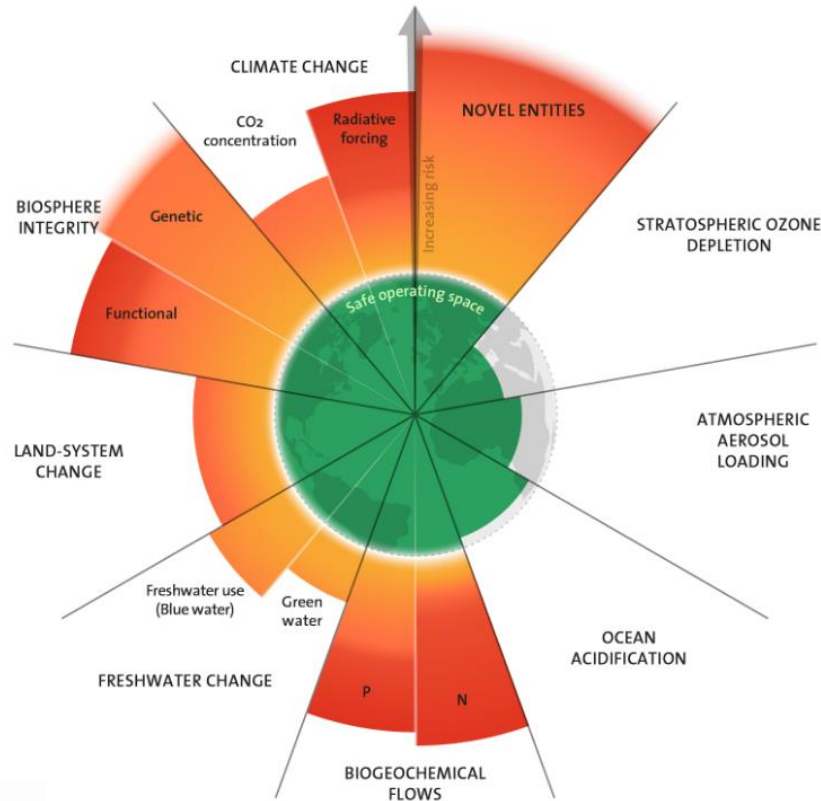 CLIMATE CHANGE
CO2
concentration
Radiative
forcing
Increasing risk
NOVEL ENTITIES
STRATOSPHERIC OZONE
DEPLETION
BIOSPHERE
INTEGRITY
Genetic
Functional
Safe operating space
ATMOSPHERIC
AEROSOL
LOADING
LAND-SYSTEM
CHANGE
Freshwater use
(Blue water)
Green
water
FRESHWATER CHANGE
OCEAN
ACIDIFICATION
P
N
BIOGEOCHEMICAL
FLOWS